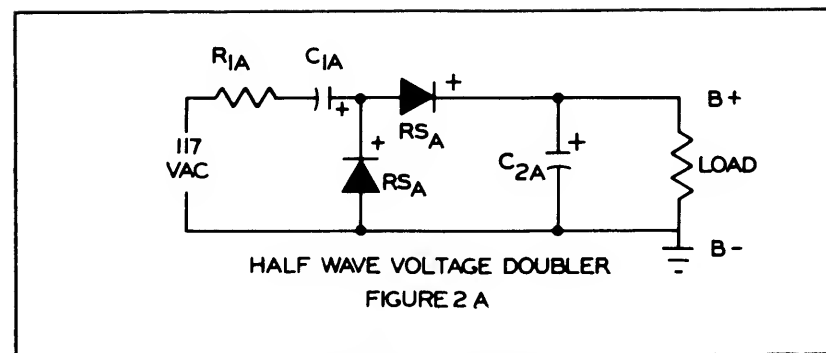 R1A C1A
+
+
RSA
B+
117
VAC
+
RSA
+
C2A
LOAD
B-
HALF WAVE VOLTAGE DOUBLER
FIGURE 2 A